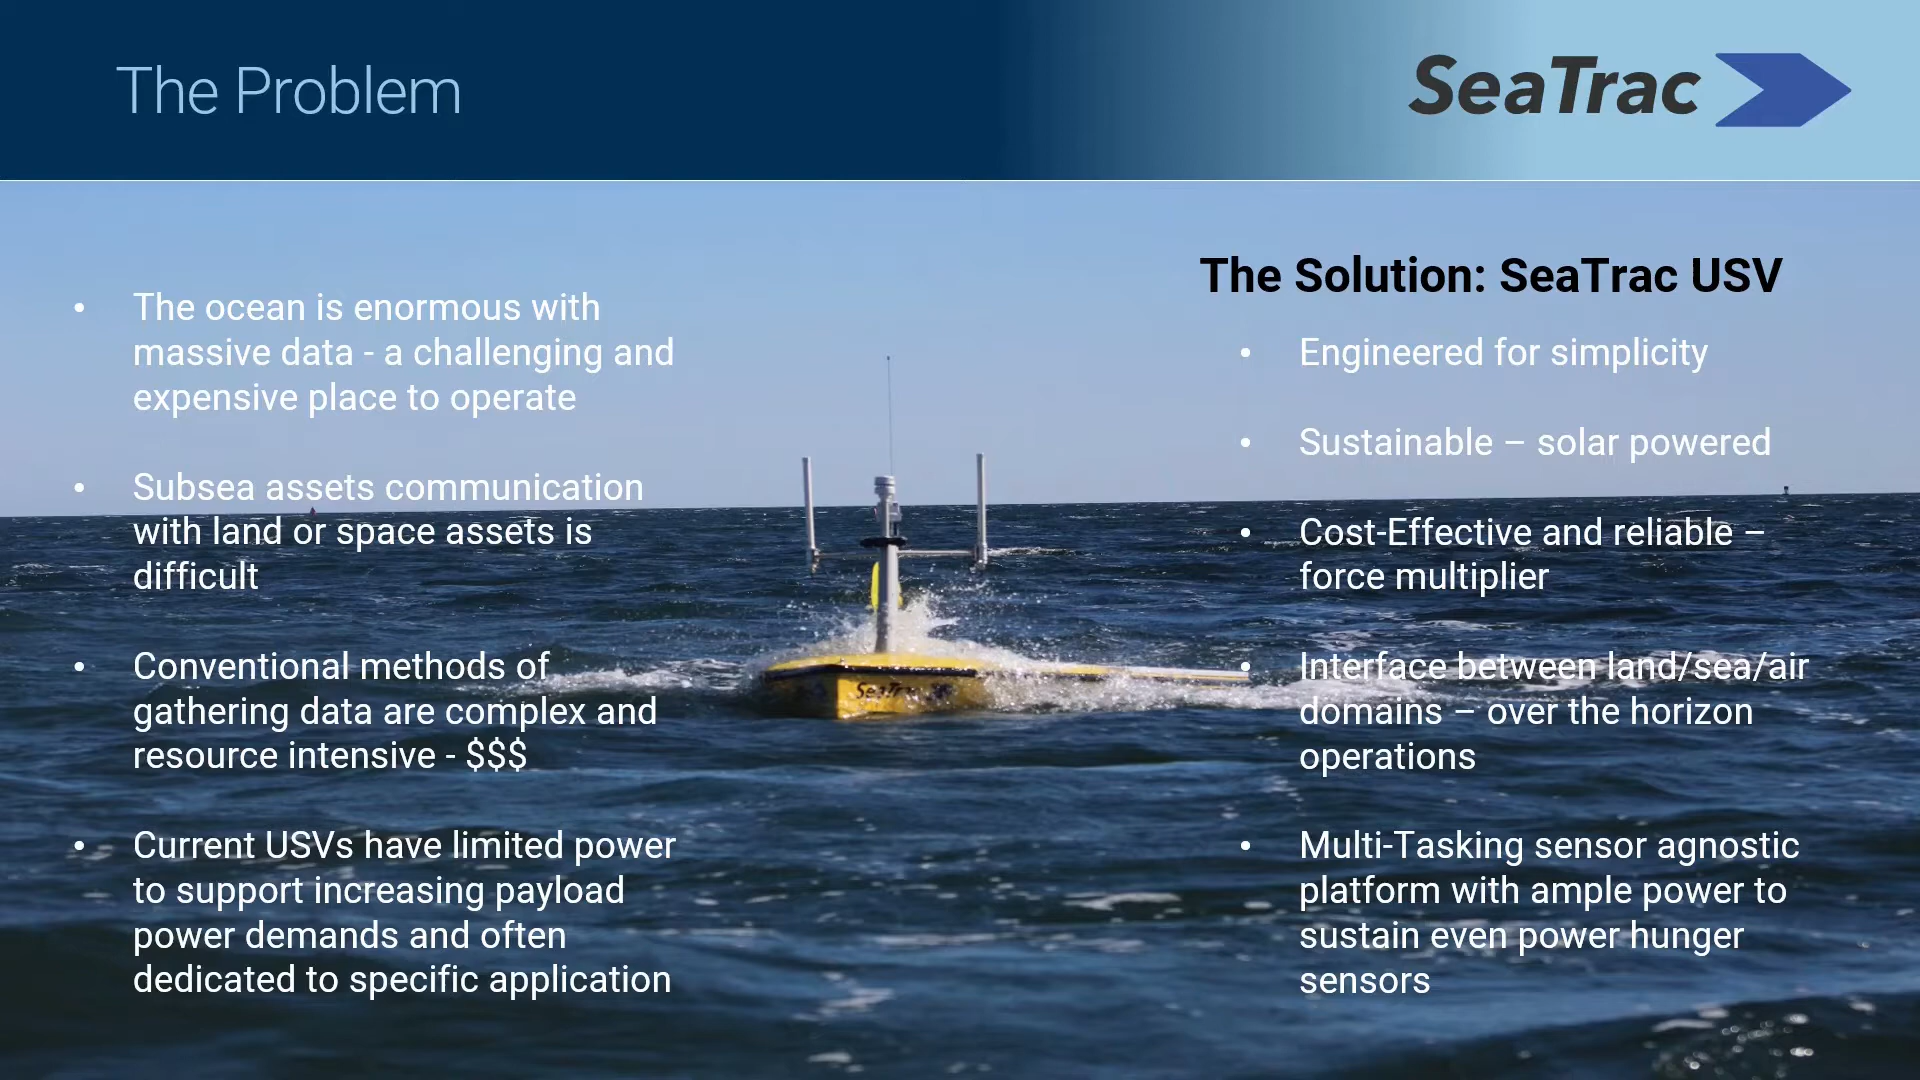 The Problem
SeaTrac
• The ocean is enormous with
massive data - a challenging and
expensive place to operate
• Subsea assets communication
with land or space assets is
difficult
• Conventional methods of
gathering data are complex and
resource intensive - $$$
• Current USVs have limited power
to support increasing payload
power demands and often
dedicated to specific application
The Solution: SeaTrac USV
• Engineered for simplicity
• Sustainable – solar powered
• Cost-Effective and reliable –
force multiplier
• Interface between land/sea/air
domains – over the horizon
operations
• Multi-Tasking sensor agnostic
platform with ample power to
sustain even power hunger
sensors
SeaTrac